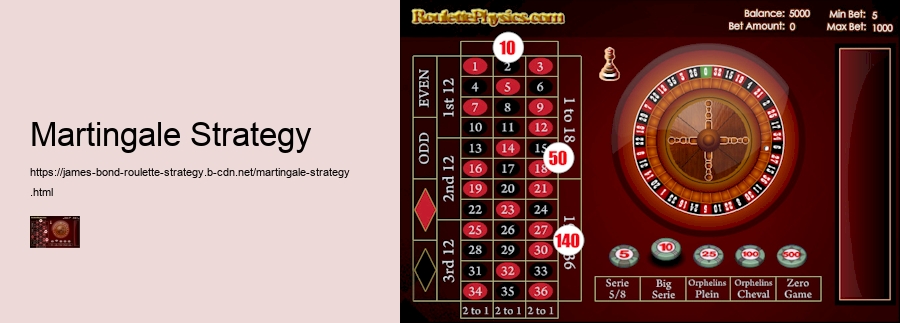 Martingale Strategy
https://james-bond-roulette-strategy.b-cdn.net/martingale-strategy
.html
RoulettePhysics.com
Balance: 5000
Min Bet: 5
Bet Amount: 0
Max Bet: 1000
10
1 2 3
4 5 6
7 8 9
10 11 12
13 14 15
16 17 18
19 20 21
22 23 24
25 26 27
28 29 30
31 32 33
34 35 36
2 to 1 2 to 1 2 to 1
EVEN
ODD
1st 12
2nd 12
3rd 12
1 to 18
50
140
5 10 25 100 500
Serie 5/8
Big Serie
Orphelins Plein
Orphelins Cheval
Zero Game